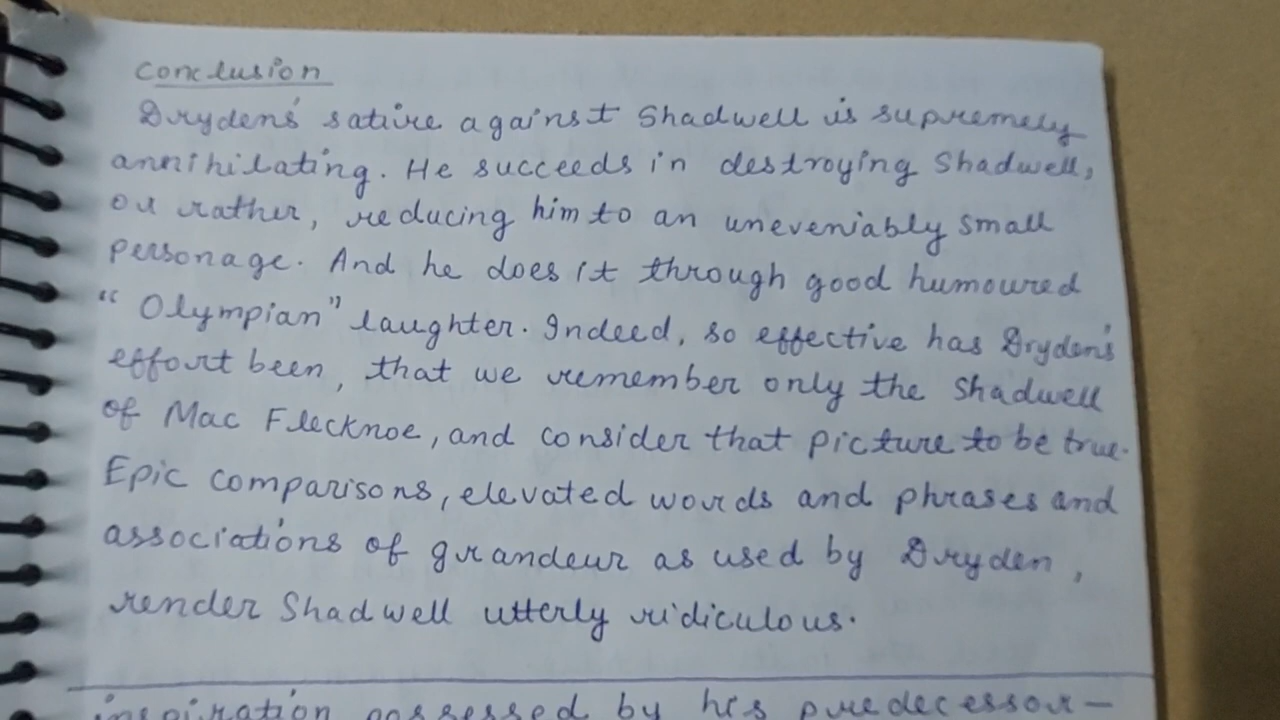 Conclusion
Dryden's satire against Shadwell is supremely
annihilating. He succeeds in destroying Shadwell,
or rather, reducing him to an uneveniably small
personage. And he does it through good humoured
"Olympian" laughter. Indeed, so effective has Dryden's
effort been, that we remember only the Shadwell
of Mac Flecknoe, and consider that picture to be true.
Epic comparisons, elevated words and phrases and
associations of grandeur as used by Dryden,
render Shadwell utterly ridiculous.
inspiration possessed by his predecessor-